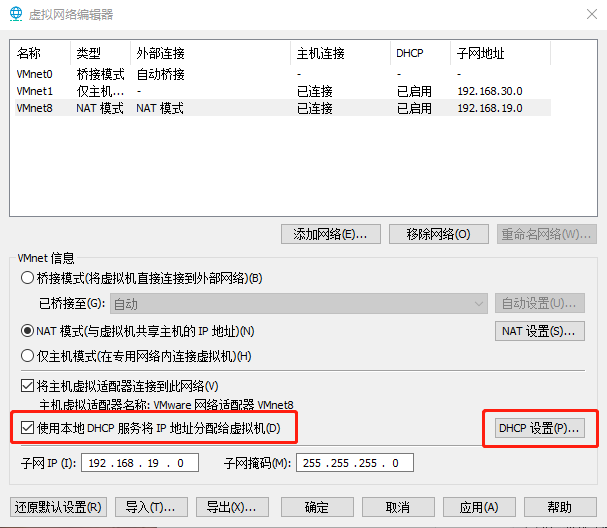 虚拟网络编辑器
名称 类型 外部连接 主机连接 DHCP 子网地址
VMnet0 桥接模式 自动桥接 - - -
VMnet1 仅主机... - 已连接 已启用 192.168.30.0
VMnet8 NAT 模式 NAT 模式 已连接 已启用 192.168.19.0
添加网络(E)... 移除网络(O) 重命名网络(W)...
VMnet 信息
桥接模式(将虚拟机直接连接到外部网络)(B)
已桥接至(G): 自动 自动设置(U)...
NAT 模式(与虚拟机共享主机的 IP 地址)(N) NAT 设置(S)...
仅主机模式(在专用网络内连接虚拟机)(H)
将主机虚拟适配器连接到此网络(V)
主机虚拟适配器名称: VMware 网络适配器 VMnet8
使用本地 DHCP 服务将 IP 地址分配给虚拟机(D) DHCP 设置(P)...
子网 IP (I): 192 . 168 . 19 . 0 子网掩码(M): 255 . 255 . 255 . 0
还原默认设置(R) 导入(T)... 导出(X)... 确定 取消 应用(A) 帮助